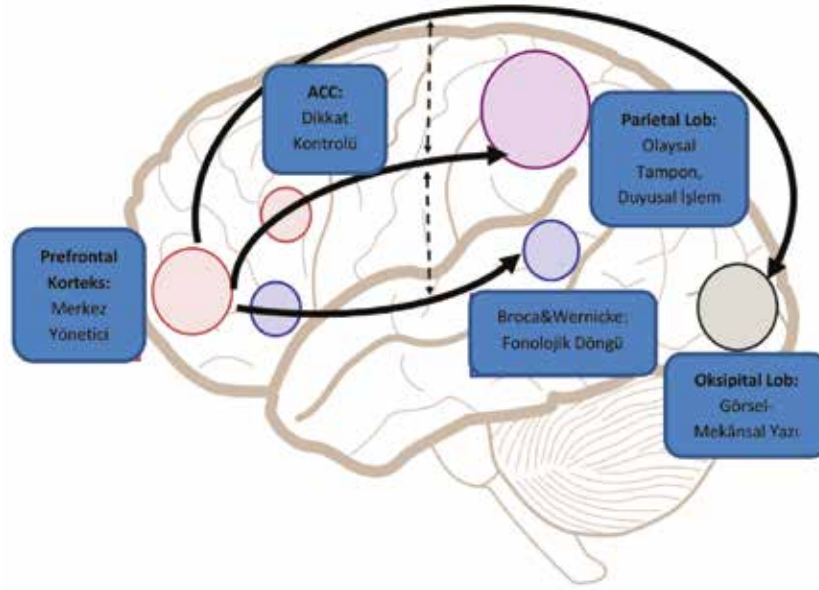 ACC:
Dikkat
Kontrolü
Parietal Lob:
Olaysal
Tampon,
Duyusal İşlem
Prefrontal
Korteks:
Merkez
Yönetici
Broca&Wernicke:
Fonolojik Döngü
Oksipital Lob:
Görsel-
Mekânsal Yazı